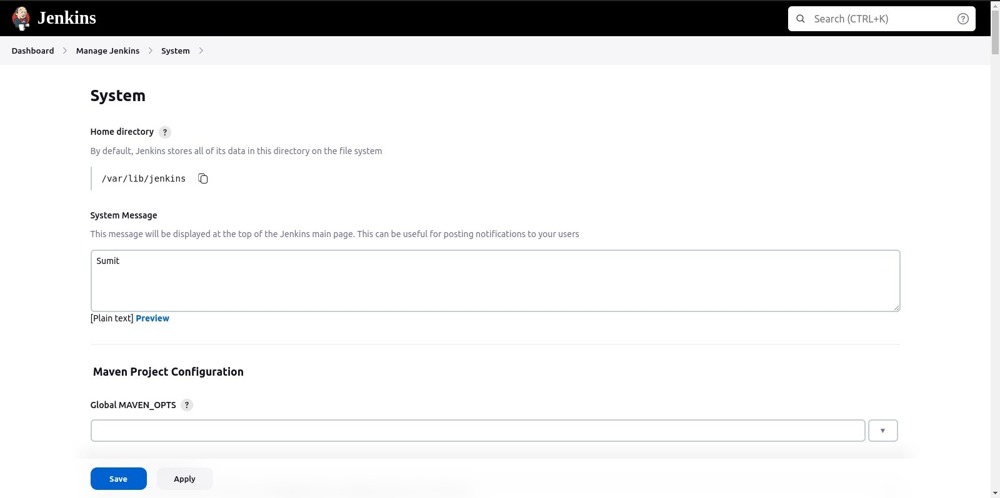 Jenkins
Search (CTRL+K)
Dashboard
Manage Jenkins
System
System
Home directory ?
By default, Jenkins stores all of its data in this directory on the file system
/var/lib/jenkins
System Message
This message will be displayed at the top of the Jenkins main page. This can be useful for posting notifications to your users
Sumit
[Plain text] Preview
Maven Project Configuration
Global MAVEN_OPTS ?
Save
Apply